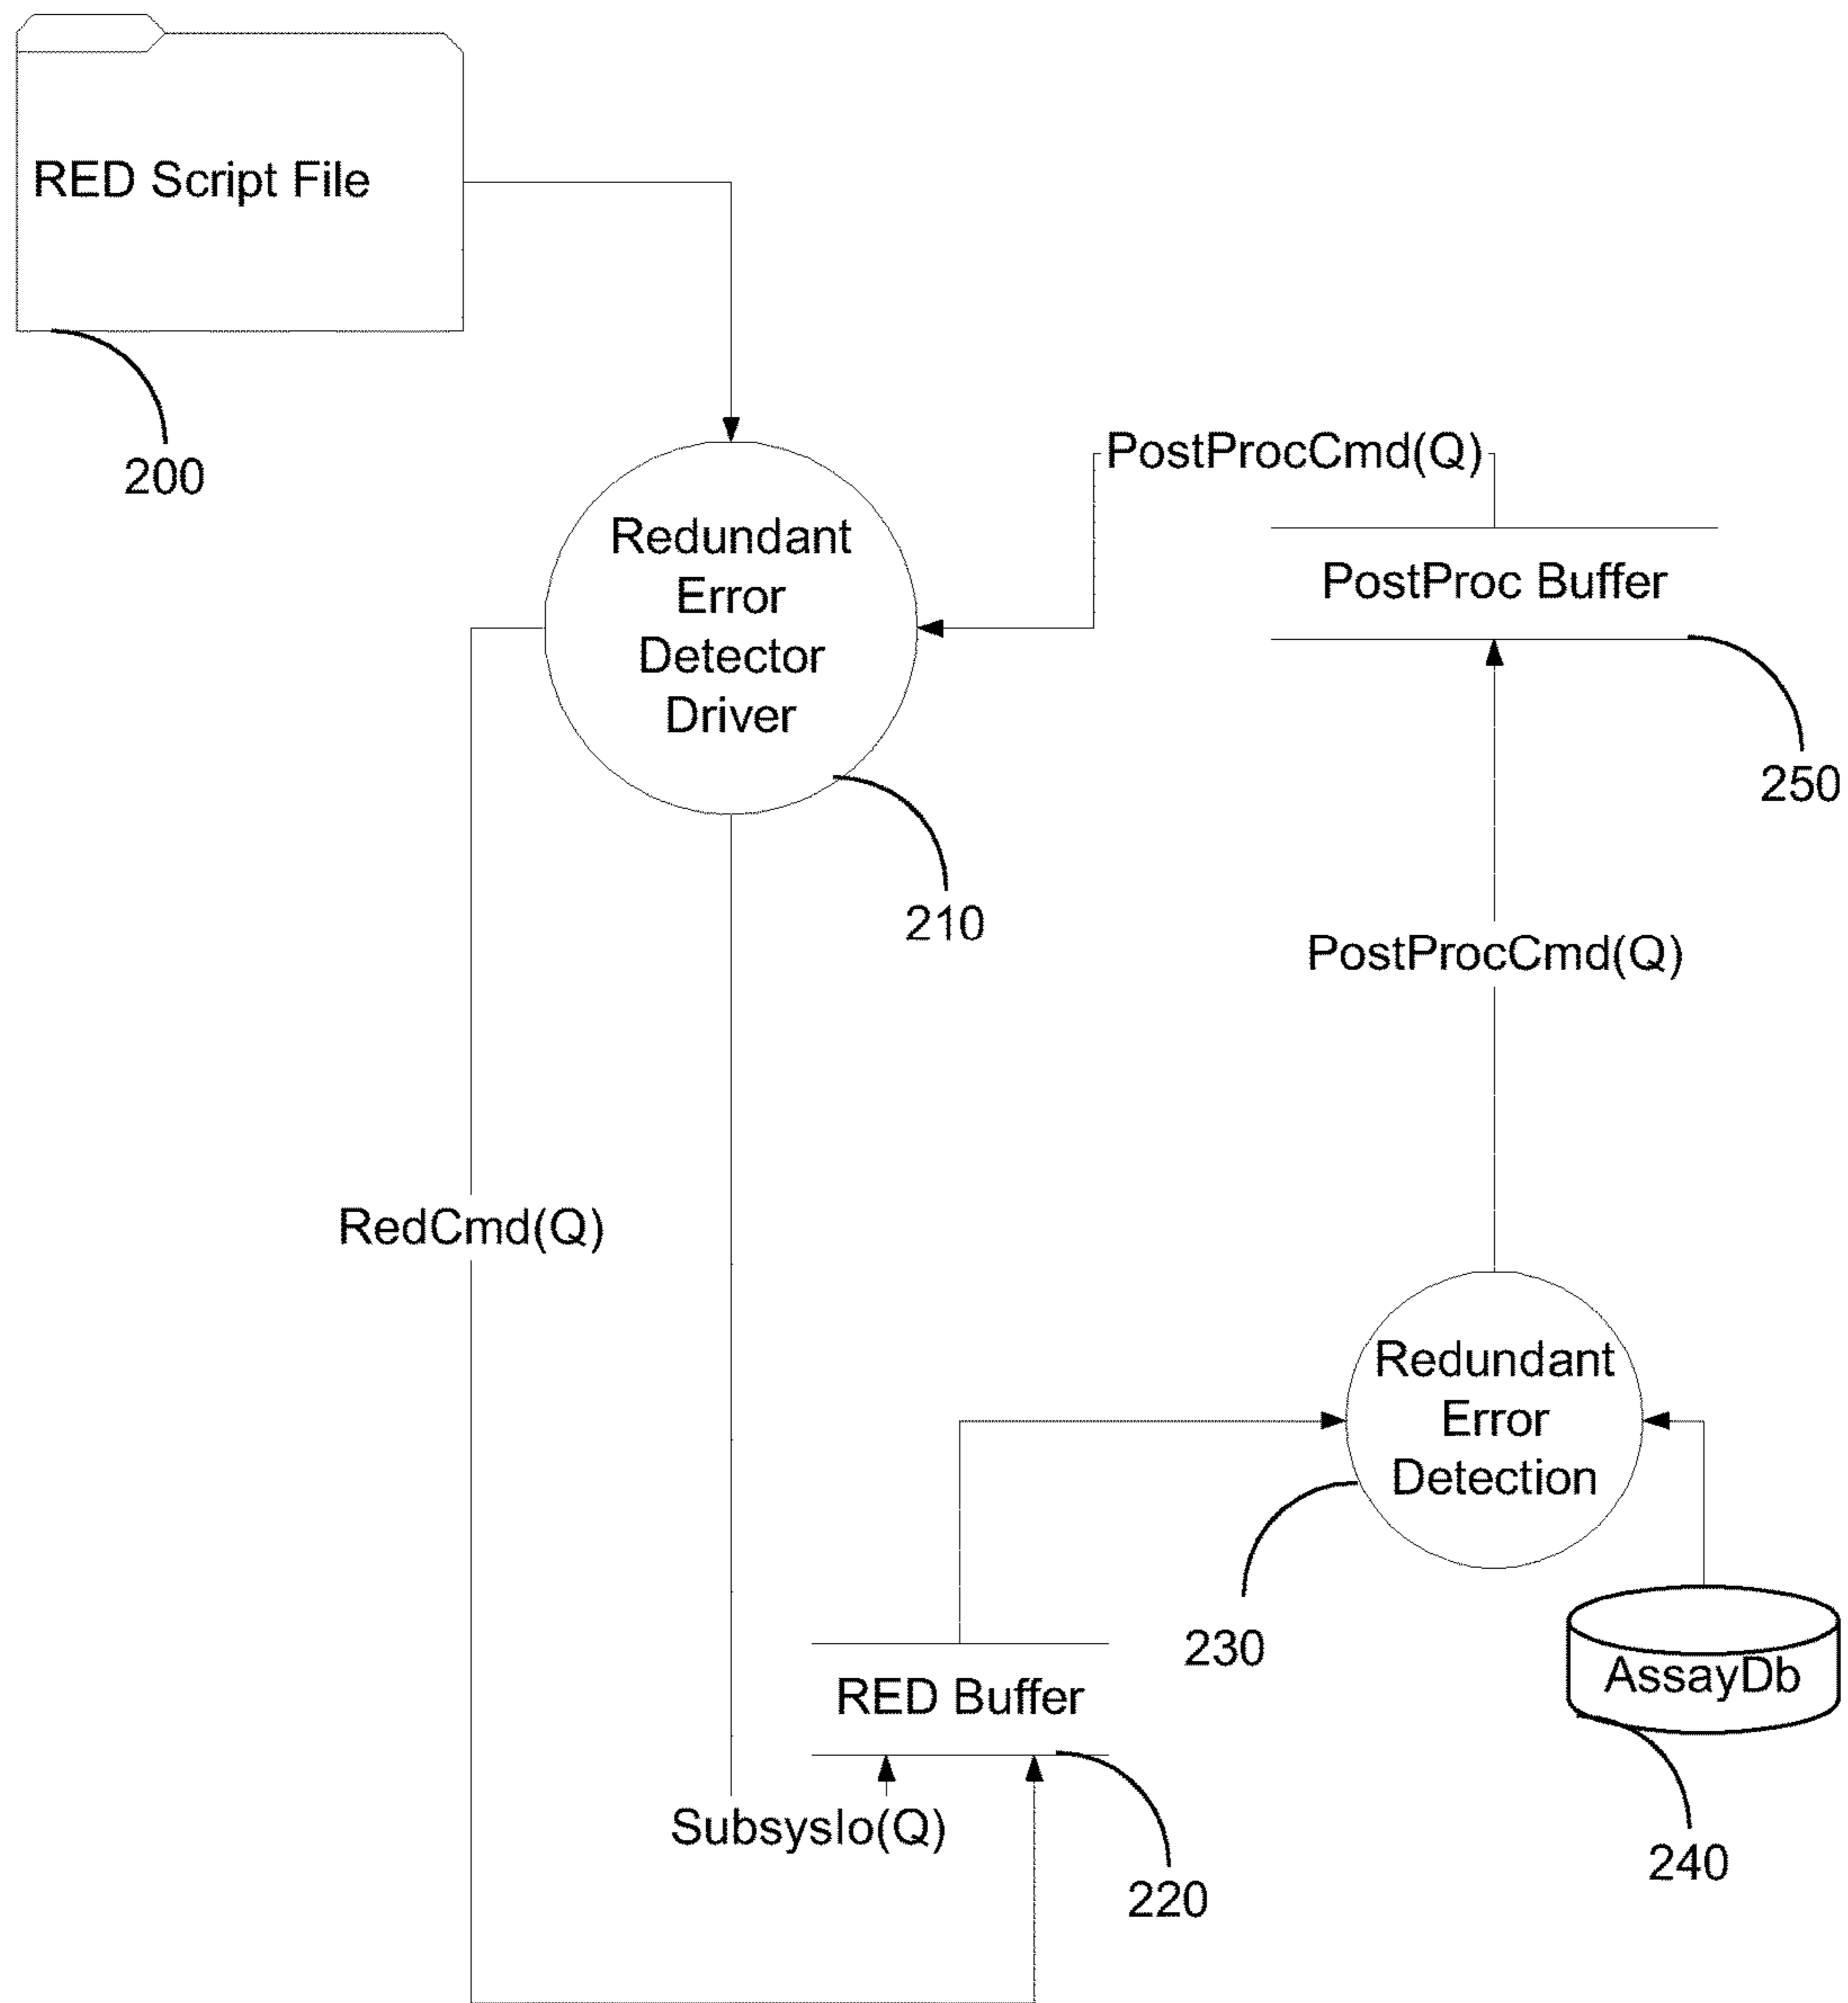 RED Script File
200
PostProcCmd(Q)
Redundant
Error
Detector
Driver
PostProc Buffer
250
210
PostProcCmd(Q)
RedCmd(Q)
Redundant
Error
Detection
230
RED Buffer
AssayDb
SubsysIo(Q)
240
220